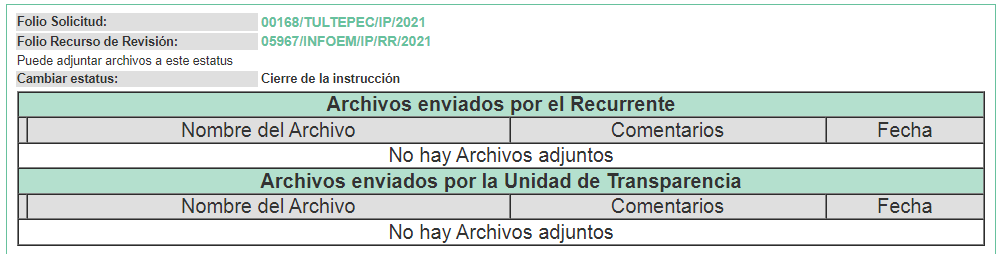 Folio Solicitud: 00168/TULTEPEC/IP/2021
Folio Recurso de Revisión: 05967/INFOEM/IP/RR/2021
Puede adjuntar archivos a este estatus
Cambiar estatus: Cierre de la instrucción
Archivos enviados por el Recurrente
Nombre del Archivo Comentarios Fecha
No hay Archivos adjuntos
Archivos enviados por la Unidad de Transparencia
Nombre del Archivo Comentarios Fecha
No hay Archivos adjuntos